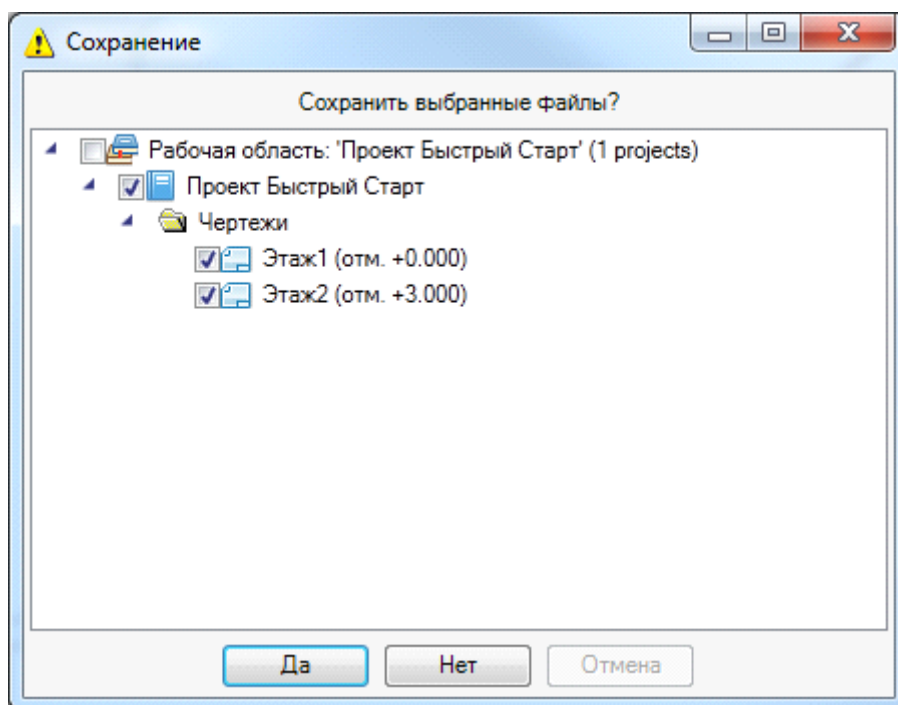 Сохранение
Сохранить выбранные файлы?
Рабочая область: 'Проект Быстрый Старт' (1 projects)
Проект Быстрый Старт
Чертежи
Этаж1 (отм. +0.000)
Этаж2 (отм. +3.000)
Да Нет Отмена